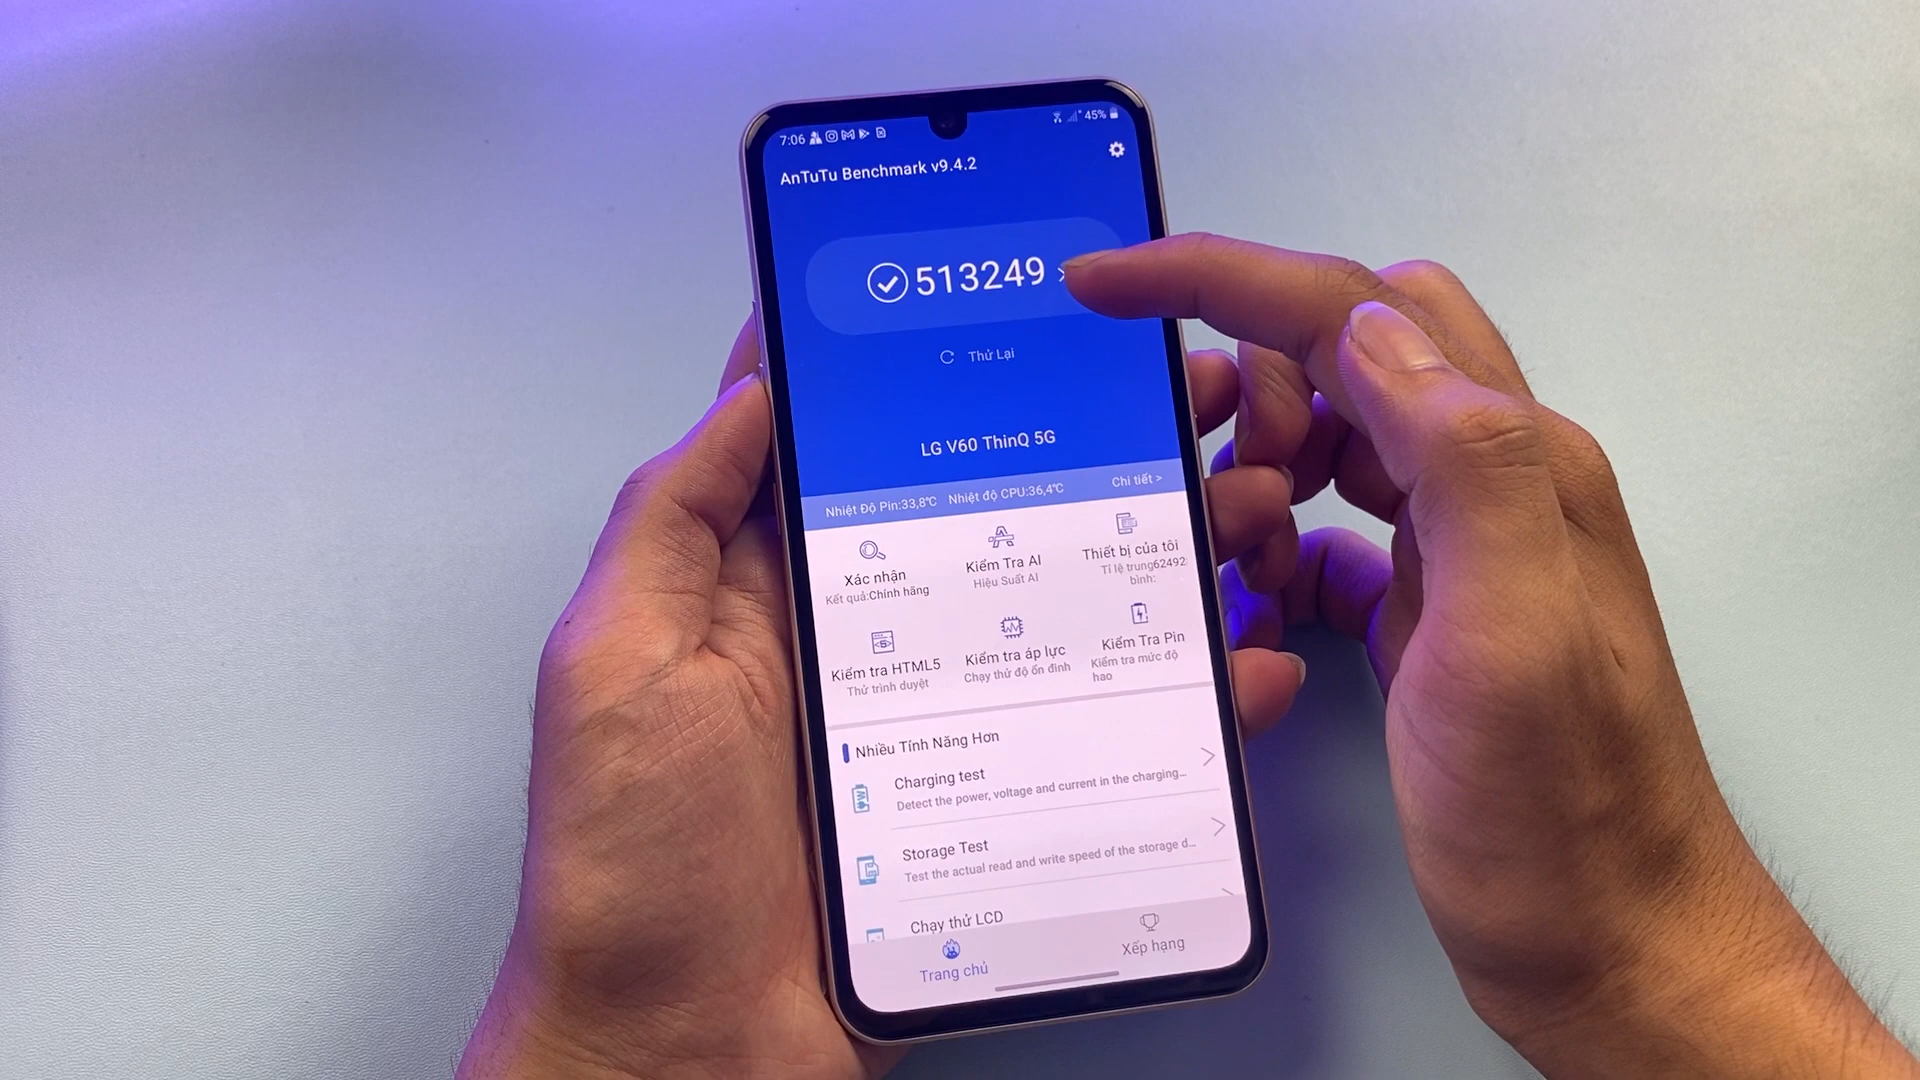 7:06 45%
AnTuTu Benchmark v9.4.2
513249
Thử Lại
LG V60 ThinQ 5G
Nhiệt Độ Pin:33,8℃ Nhiệt độ CPU:36,4℃ Chi tiết >
Xác nhận
Kết quả:Chính hãng
Kiểm Tra AI
Hiệu Suất AI
Thiết bị của tôi
Tỉ lệ trung62492
bình:
Kiểm tra HTML5
Thử trình duyệt
Kiểm tra áp lực
Chạy thử độ ổn định
Kiểm Tra Pin
Kiểm tra mức độ
hao
Nhiều Tính Năng Hơn
Charging test
Detect the power, voltage and current in the charging...
Storage Test
Test the actual read and write speed of the storage d...
Chạy thử LCD
Trang chủ
Xếp hạng